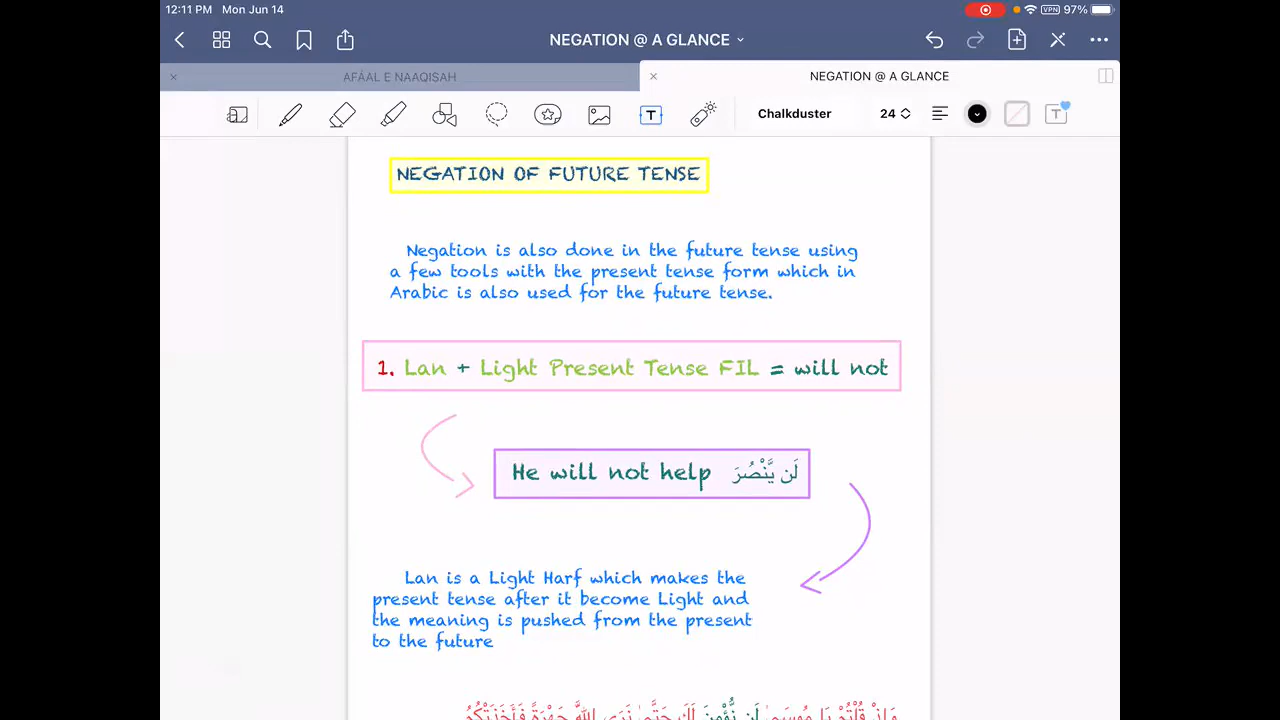 12:11 PM Mon Jun 14
VPN 97%
NEGATION @ A GLANCE
AFÁAL E NAAQISAH
NEGATION @ A GLANCE
Chalkduster 24
NEGATION OF FUTURE TENSE
Negation is also done in the future tense using
a few tools with the present tense form which in
Arabic is also used for the future tense.
1. Lan + Light Present Tense FIL = will not
He will not help لَن يَّنْصُرَ
Lan is a Light Harf which makes the
present tense after it become Light and
the meaning is pushed from the present
to the future
وَإِذْ قُلْتُمْ يَا مُوسَىٰ لَن نُّؤْمِنَ لَكَ حَتَّىٰ نَرَى اللَّهَ جَهْرَةً فَأَخَذَتْكُمُ